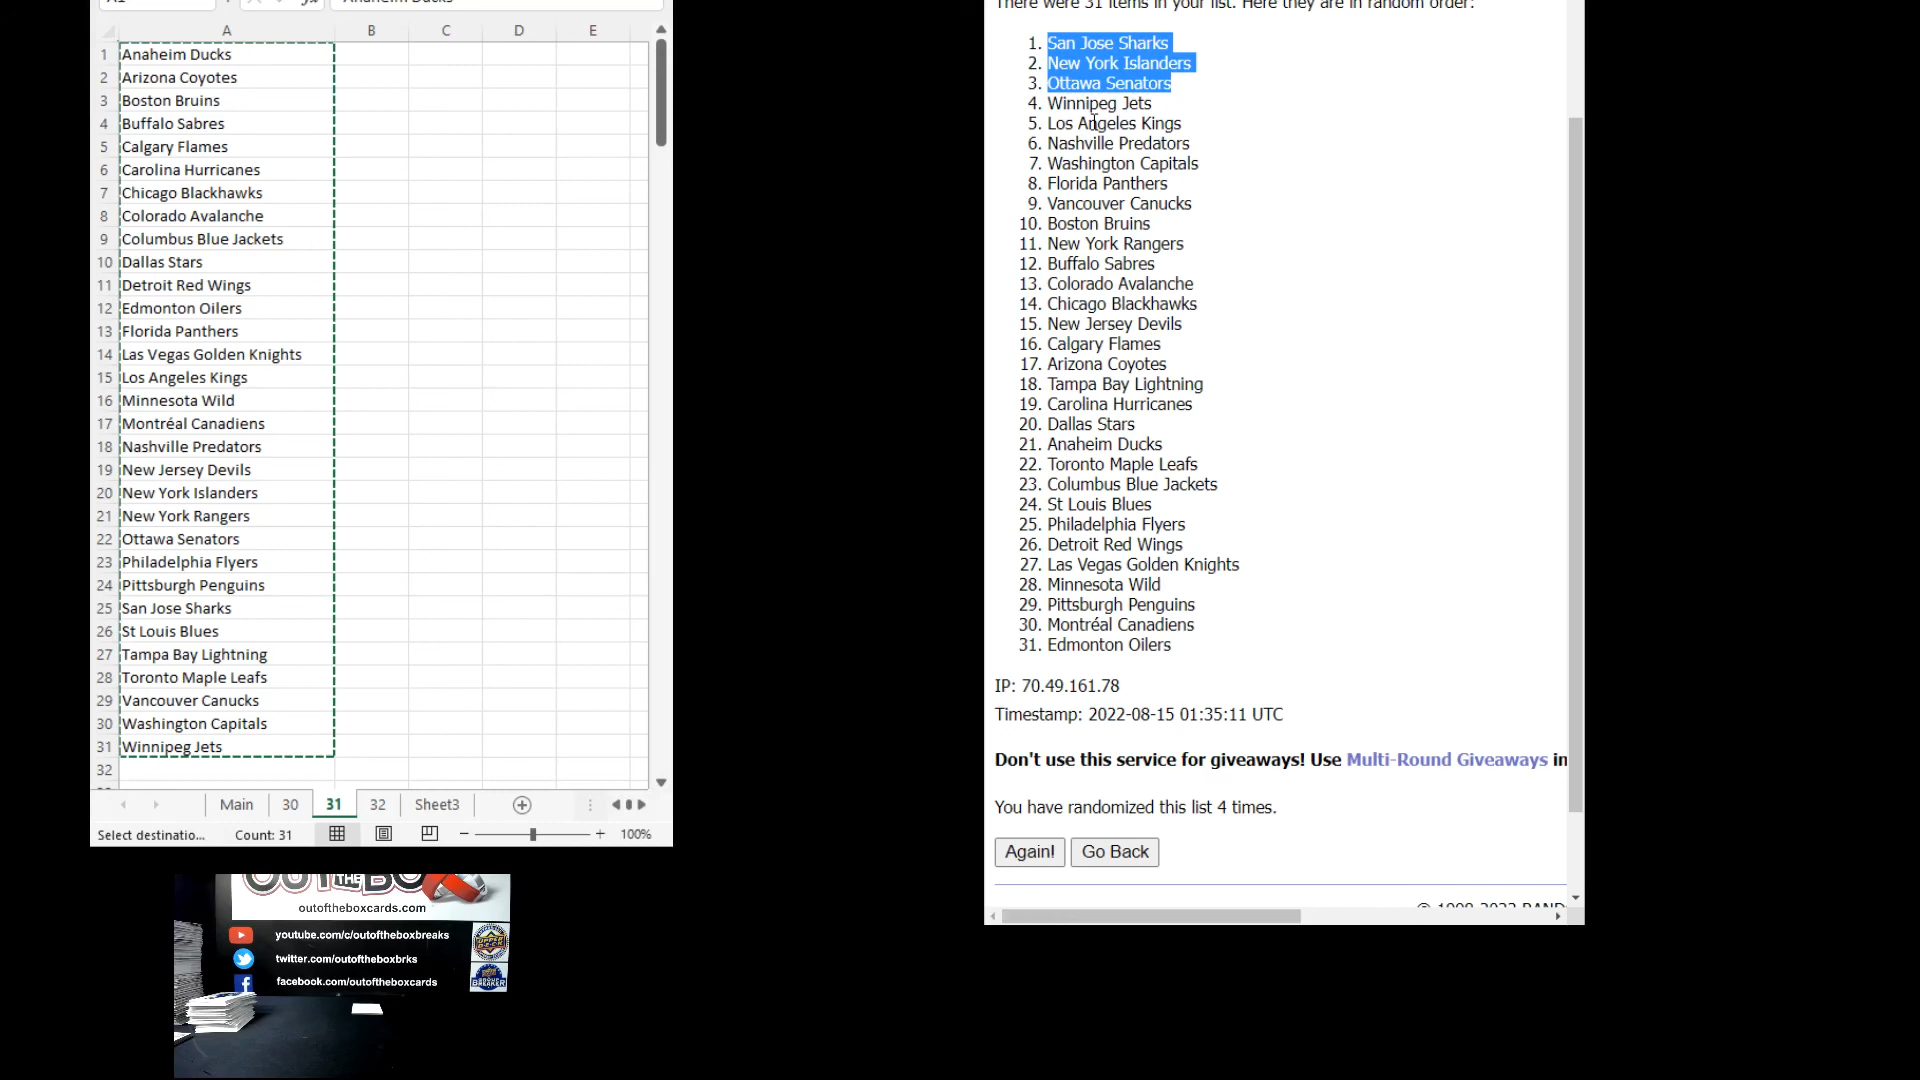 A B C D E
1 Anaheim Ducks
2 Arizona Coyotes
3 Boston Bruins
4 Buffalo Sabres
5 Calgary Flames
6 Carolina Hurricanes
7 Chicago Blackhawks
8 Colorado Avalanche
9 Columbus Blue Jackets
10 Dallas Stars
11 Detroit Red Wings
12 Edmonton Oilers
13 Florida Panthers
14 Las Vegas Golden Knights
15 Los Angeles Kings
16 Minnesota Wild
17 Montréal Canadiens
18 Nashville Predators
19 New Jersey Devils
20 New York Islanders
21 New York Rangers
22 Ottawa Senators
23 Philadelphia Flyers
24 Pittsburgh Penguins
25 San Jose Sharks
26 St Louis Blues
27 Tampa Bay Lightning
28 Toronto Maple Leafs
29 Vancouver Canucks
30 Washington Capitals
31 Winnipeg Jets
32
Main 30 31 32 Sheet3
Select destinatio... Count: 31 100%
outoftheboxcards.com
youtube.com/c/outoftheboxbreaks
twitter.com/outoftheboxbrks
facebook.com/outoftheboxcards
There were 31 items in your list. Here they are in random order:
1. San Jose Sharks
2. New York Islanders
3. Ottawa Senators
4. Winnipeg Jets
5. Los Angeles Kings
6. Nashville Predators
7. Washington Capitals
8. Florida Panthers
9. Vancouver Canucks
10. Boston Bruins
11. New York Rangers
12. Buffalo Sabres
13. Colorado Avalanche
14. Chicago Blackhawks
15. New Jersey Devils
16. Calgary Flames
17. Arizona Coyotes
18. Tampa Bay Lightning
19. Carolina Hurricanes
20. Dallas Stars
21. Anaheim Ducks
22. Toronto Maple Leafs
23. Columbus Blue Jackets
24. St Louis Blues
25. Philadelphia Flyers
26. Detroit Red Wings
27. Las Vegas Golden Knights
28. Minnesota Wild
29. Pittsburgh Penguins
30. Montréal Canadiens
31. Edmonton Oilers
IP: 70.49.161.78
Timestamp: 2022-08-15 01:35:11 UTC
Don't use this service for giveaways! Use Multi-Round Giveaways in
You have randomized this list 4 times.
Again! Go Back